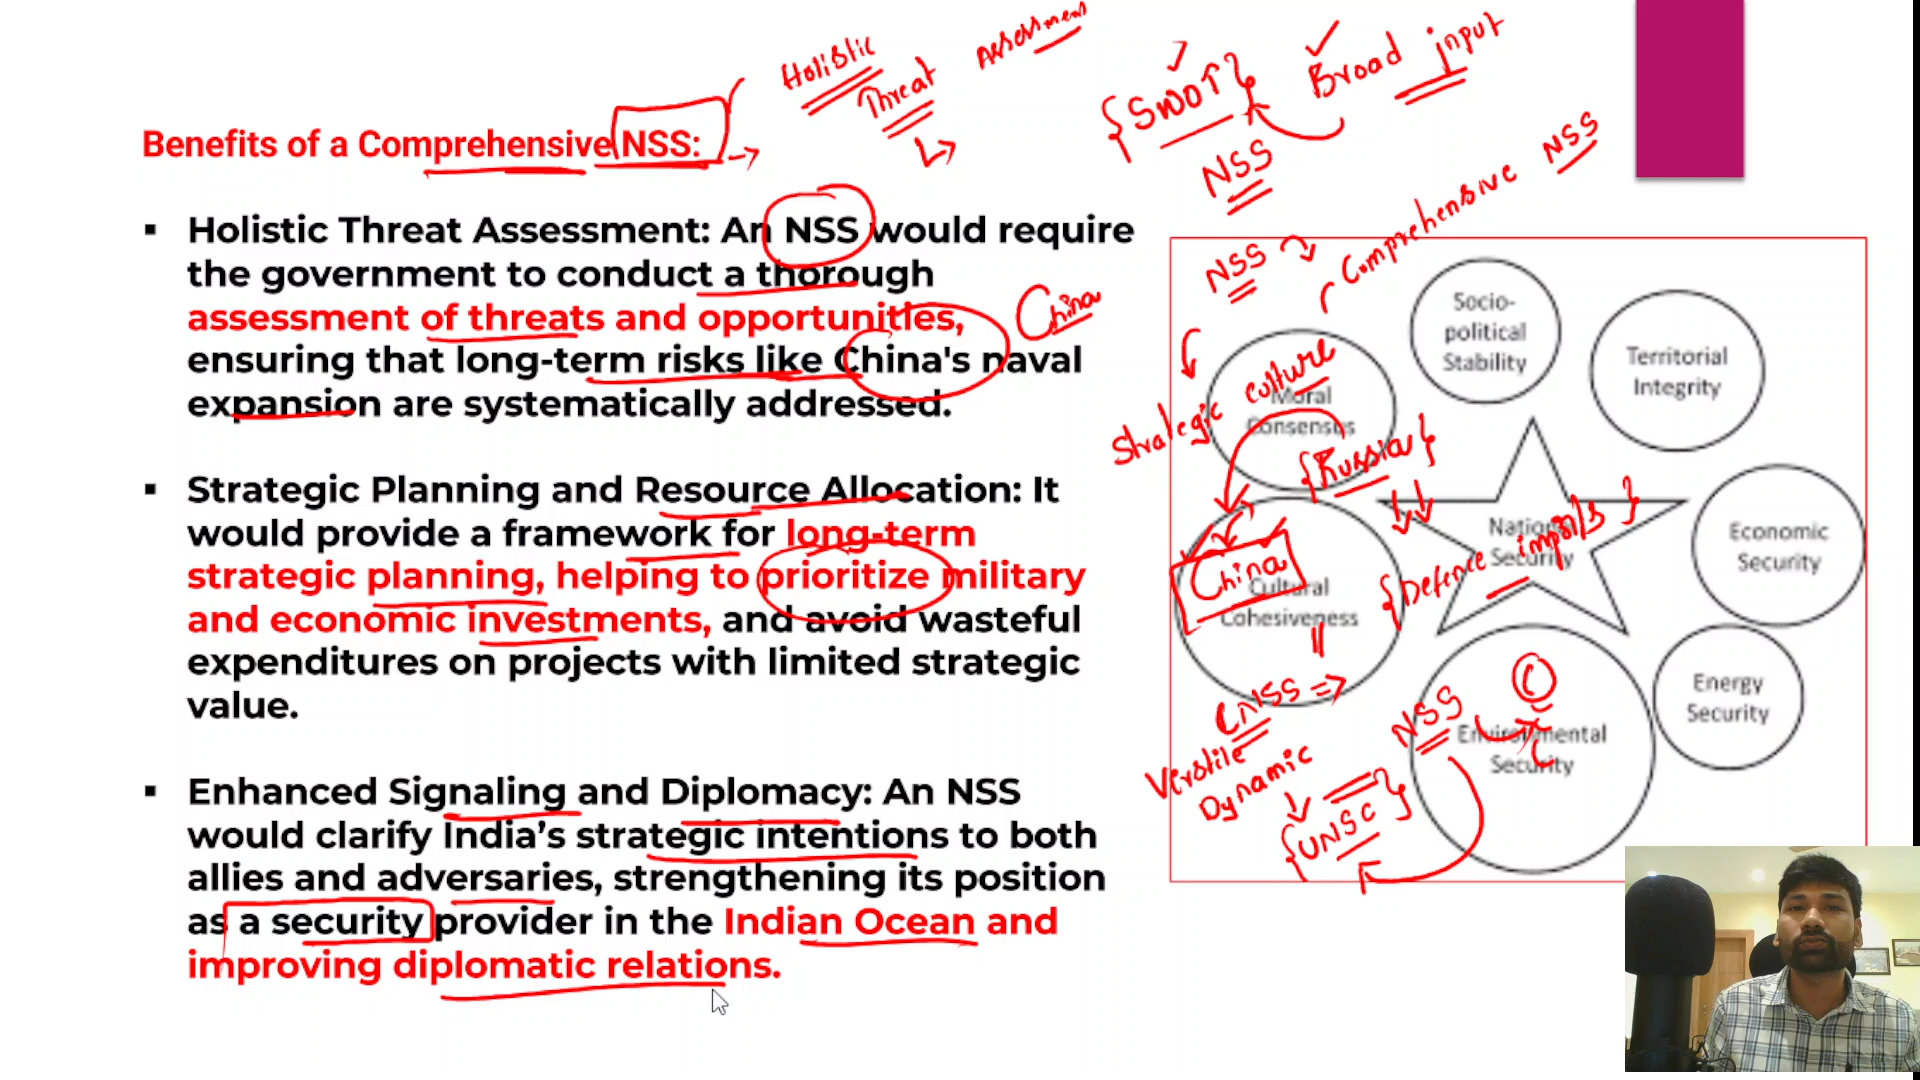 Holistic
Threat
Assessment
{SWOT}
Broad input
NSS
Benefits of a Comprehensive NSS:
▪ Holistic Threat Assessment: An NSS would require
the government to conduct a thorough
assessment of threats and opportunities,
ensuring that long-term risks like China's naval
expansion are systematically addressed.
China
▪ Strategic Planning and Resource Allocation: It
would provide a framework for long-term
strategic planning, helping to prioritize military
and economic investments, and avoid wasteful
expenditures on projects with limited strategic
value.
▪ Enhanced Signaling and Diplomacy: An NSS
would clarify India’s strategic intentions to both
allies and adversaries, strengthening its position
as a security provider in the Indian Ocean and
improving diplomatic relations.
NSS
Comprehensive NSS
Strategic culture
{Russia}
China
{Defence imports}
NSS
Dynamic
{UNSC}
NSS
Socio-
political
Stability
Territorial
Integrity
Moral
Consensus
National
Security
Economic
Security
Cultural
Cohesiveness
Energy
Security
Environmental
Security